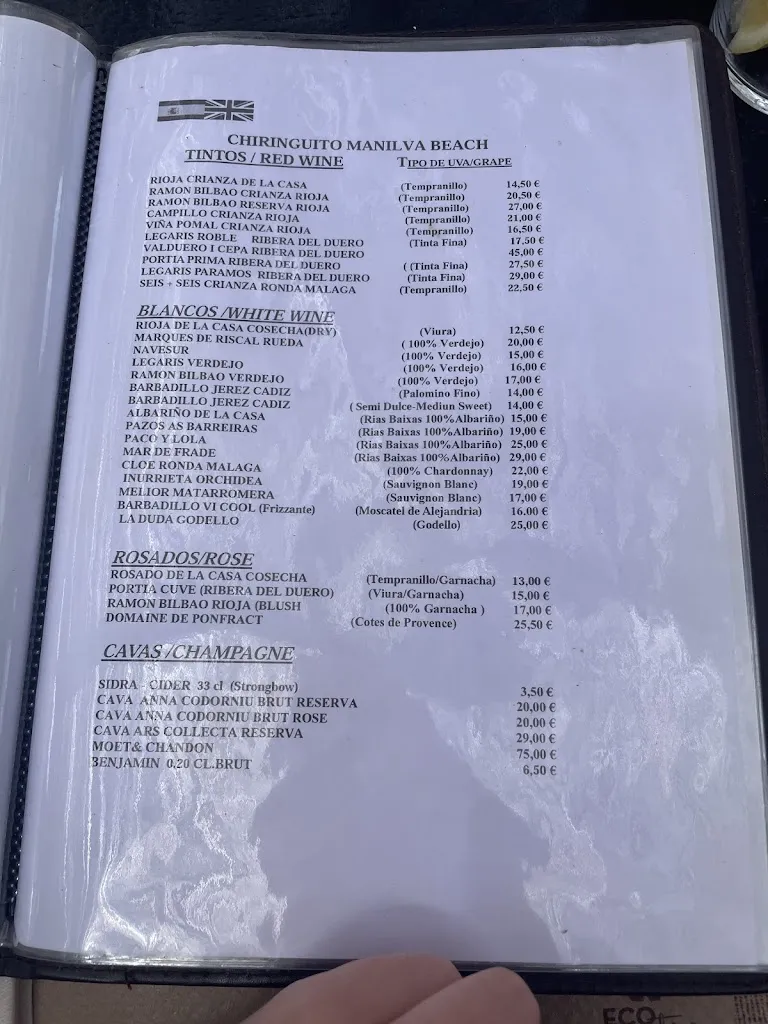 CHIRINGUITO MANILVA BEACH
TINTOS / RED WINE TIPO DE UVA/GRAPE
RIOJA CRIANZA DE LA CASA (Tempranillo) 14,50 €
RAMON BILBAO CRIANZA RIOJA (Tempranillo) 20,50 €
RAMON BILBAO RESERVA RIOJA (Tempranillo) 27,00 €
CAMPILLO CRIANZA RIOJA (Tempranillo) 21,00 €
VIÑA POMAL CRIANZA RIOJA (Tempranillo) 16,50 €
LEGARIS ROBLE RIBERA DEL DUERO (Tinta Fina) 17,50 €
VALDUERO 1 CEPA RIBERA DEL DUERO 45,00 €
PORTIA PRIMA RIBERA DEL DUERO ( (Tinta Fina) 27,50 €
LEGARIS PARAMOS RIBERA DEL DUERO (Tinta Fina) 29,00 €
SEIS + SEIS CRIANZA RONDA MALAGA (Tempranillo) 22,50 €
BLANCOS /WHITE WINE
RIOJA DE LA CASA COSECHA(DRY) (Viura) 12,50 €
MARQUES DE RISCAL RUEDA ( 100% Verdejo) 20,00 €
NAVESUR (100% Verdejo) 15,00 €
LEGARIS VERDEJO (100% Verdejo) 16,00 €
RAMON BILBAO VERDEJO (100% Verdejo) 17,00 €
BARBADILLO JEREZ CADIZ (Palomino Fino) 14,00 €
BARBADILLO JEREZ CADIZ ( Semi Dulce-Mediun Sweet) 14,00 €
ALBARIÑO DE LA CASA (Rias Baixas 100%Albariño) 15,00 €
PAZOS AS BARREIRAS (Rias Baixas 100%Albariño) 19,00 €
PACO Y LOLA (Rias Baixas 100%Albariño) 25,00 €
MAR DE FRADE (Rias Baixas 100%Albariño) 29,00 €
CLOE RONDA MALAGA (100% Chardonnay) 22,00 €
INURRIETA ORCHIDEA (Sauvignon Blanc) 19,00 €
MELIOR MATARROMERA (Sauvignon Blanc) 17,00 €
BARBADILLO VI COOL (Frizzante) (Moscatel de Alejandria) 16.00 €
LA DUDA GODELLO (Godello) 25,00 €
ROSADOS/ROSE
ROSADO DE LA CASA COSECHA (Tempranillo/Garnacha) 13,00 €
PORTIA CUVE (RIBERA DEL DUERO) (Viura/Garnacha) 15,00 €
RAMON BILBAO RIOJA (BLUSH (100% Garnacha ) 17,00 €
DOMAINE DE PONFRACT (Cotes de Provence) 25,50 €
CAVAS /CHAMPAGNE
SIDRA - CIDER 33 cl (Strongbow) 3,50 €
CAVA ANNA CODORNIU BRUT RESERVA 20,00 €
CAVA ANNA CODORNIU BRUT ROSE 20,00 €
CAVA ARS COLLECTA RESERVA 29,00 €
MOET& CHANDON 75,00 €
BENJAMIN 0,20 CL.BRUT 6,50 €
ECO